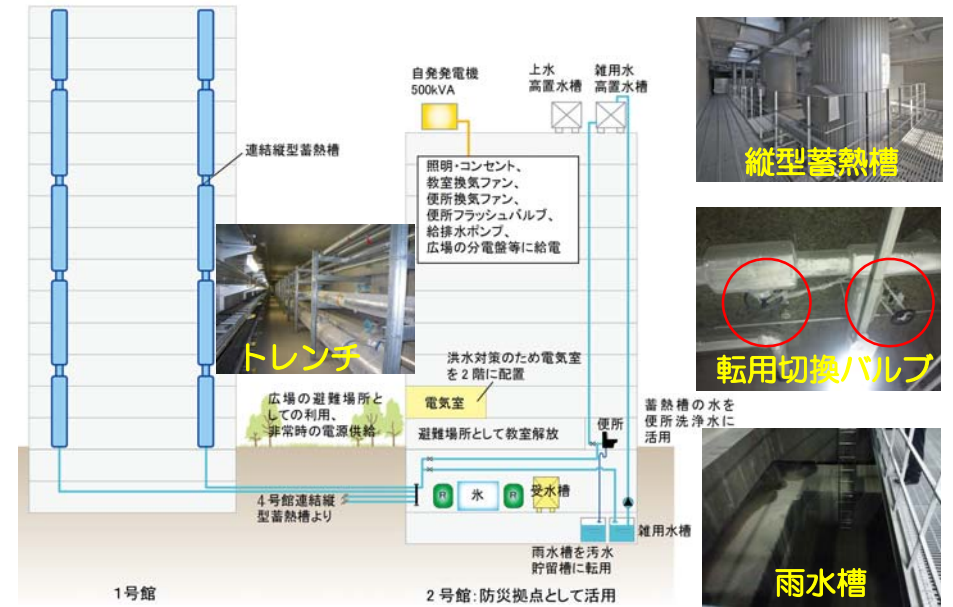 自発発電機
500kVA
上水
高置水槽
雑用水
高置水槽
連結縦型蓄熱槽
照明・コンセント、
教室換気ファン、
便所換気ファン、
便所フラッシュバルブ、
給排水ポンプ、
広場の分電盤等に給電
縦型蓄熱槽
トレンチ
転用切換バルブ
洪水対策のため電気室
を2階に配置
電気室
広場の避難場所と
しての利用、
非常時の電源供給
避難場所として教室解放
便所
蓄熱槽の水を
便所洗浄水に
活用
4号館連結縦
型蓄熱槽より
R
氷
R
受水槽
雑用水槽
雨水槽を汚水
貯留槽に転用
雨水槽
1号館
2号館:防災拠点として活用